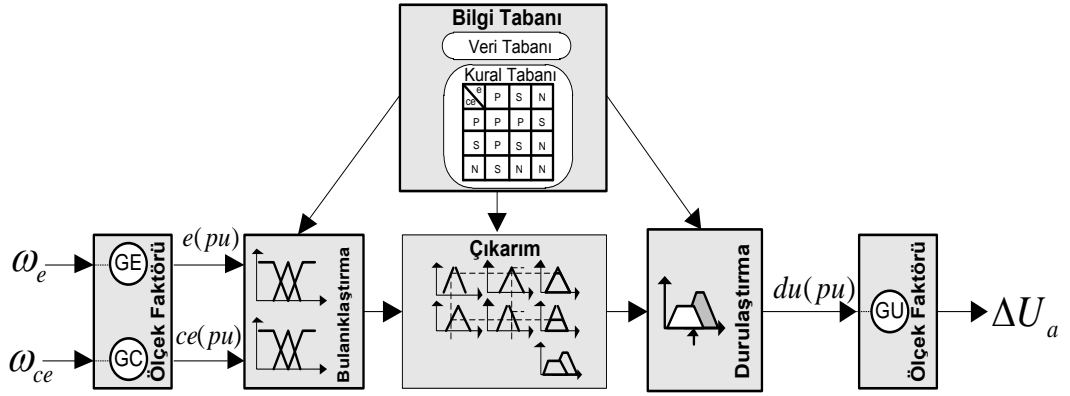 Bilgi Tabanı
Veri Tabanı
Kural Tabanı
e
ce
P S N
P P P S
S P S N
N S N N
ω_e
GE
Ölçek Faktörü
e(pu)
ω_ce
GC
ce(pu)
Bulanıklaştırma
Çıkarım
Durulaştırma
du(pu)
GU
Ölçek Faktörü
ΔU_a